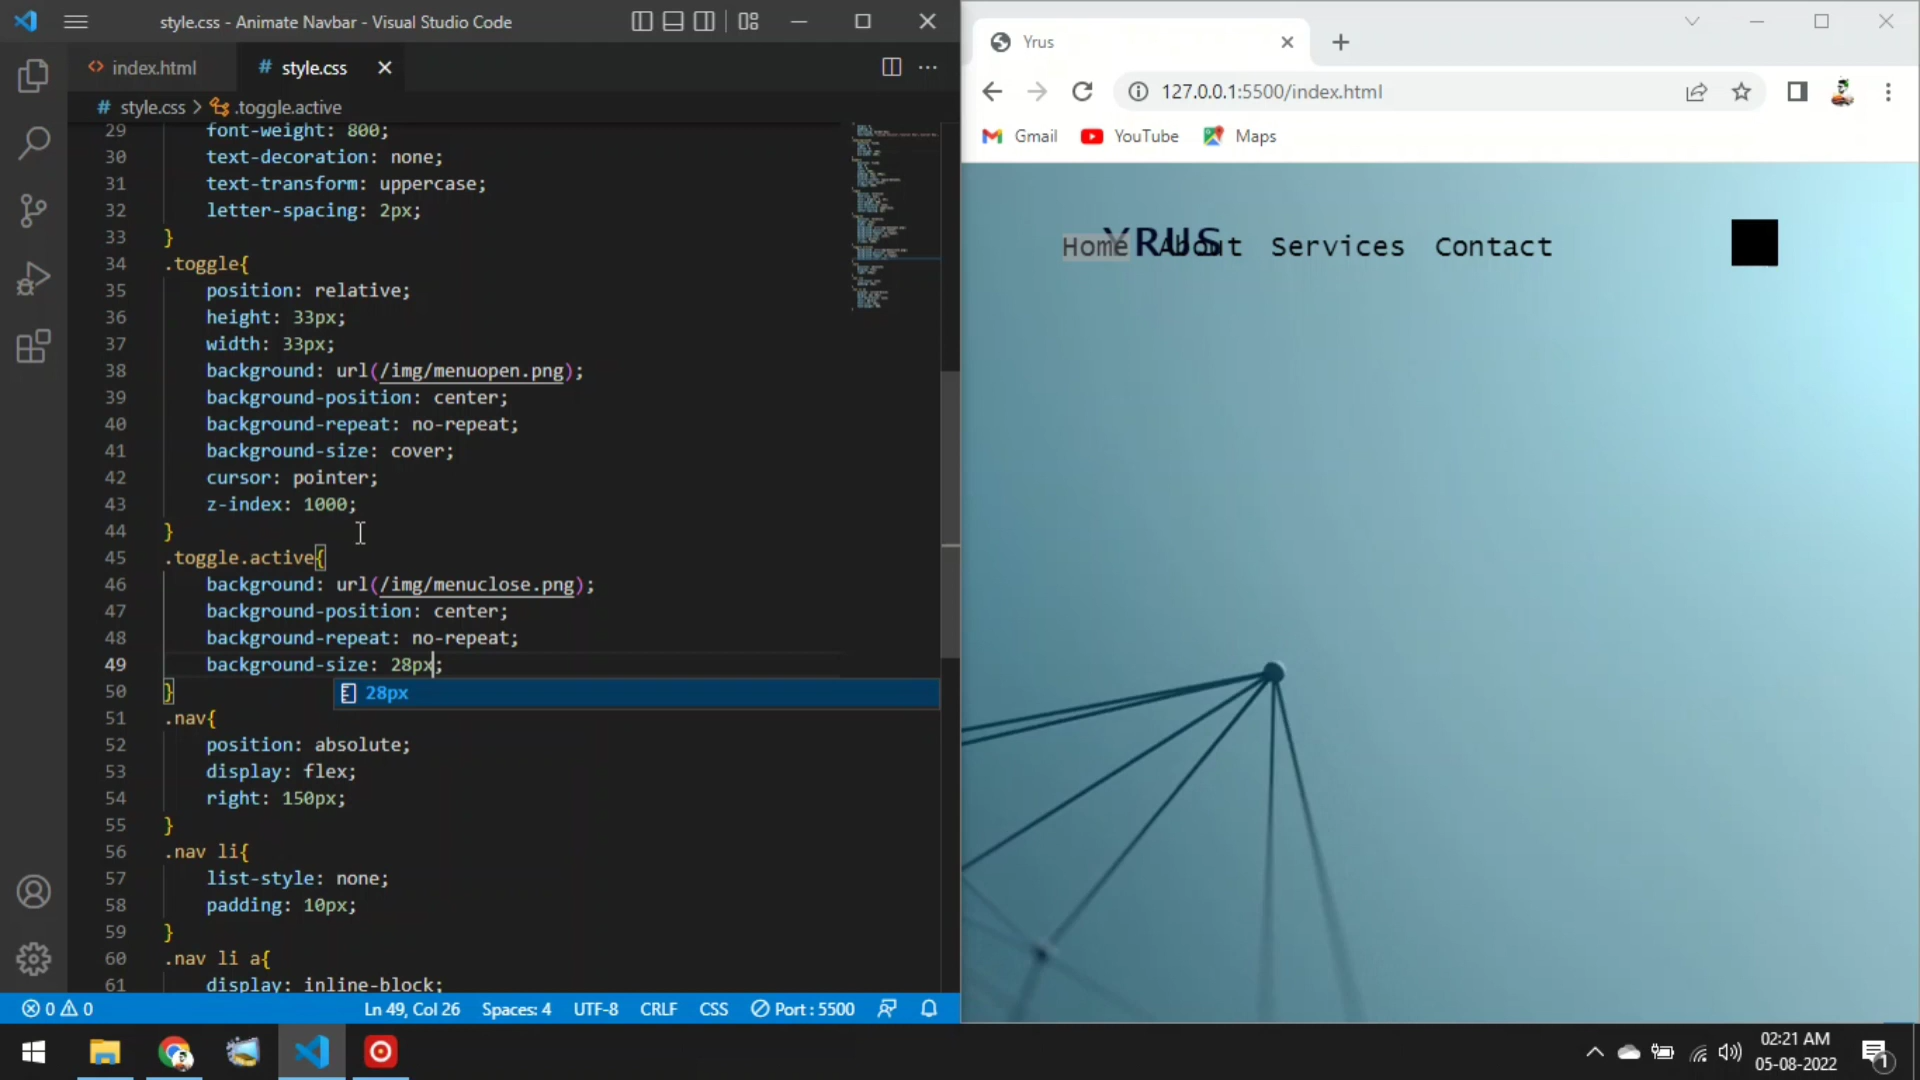 style.css - Animate Navbar - Visual Studio Code
index.html
# style.css
# style.css > .toggle.active
29 font-weight: 800;
30 text-decoration: none;
31 text-transform: uppercase;
32 letter-spacing: 2px;
33 }
34 .toggle{
35 position: relative;
36 height: 33px;
37 width: 33px;
38 background: url(/img/menuopen.png);
39 background-position: center;
40 background-repeat: no-repeat;
41 background-size: cover;
42 cursor: pointer;
43 z-index: 1000;
44 }
45 .toggle.active{
46 background: url(/img/menuclose.png);
47 background-position: center;
48 background-repeat: no-repeat;
49 background-size: 28px;
50 }
28px
51 .nav{
52 position: absolute;
53 display: flex;
54 right: 150px;
55 }
56 .nav li{
57 list-style: none;
58 padding: 10px;
59 }
60 .nav li a{
61 display: inline-block;
0 0 Ln 49, Col 26 Spaces: 4 UTF-8 CRLF CSS Port : 5500
Yrus
127.0.0.1:5500/index.html
Gmail YouTube Maps
YRUS
Home About Services Contact
02:21 AM
05-08-2022
1